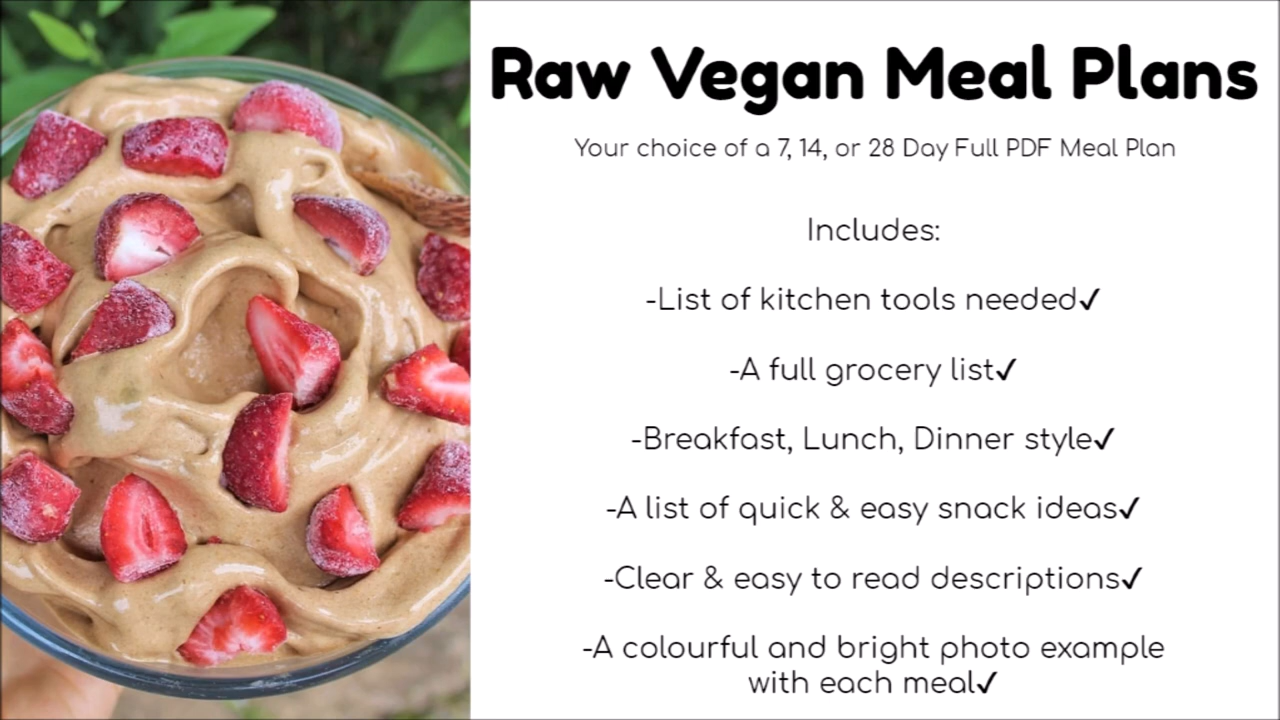 Raw Vegan Meal Plans
Your choice of a 7, 14, or 28 Day Full PDF Meal Plan
Includes:
-List of kitchen tools needed✓
-A full grocery list✓
-Breakfast, Lunch, Dinner style✓
-A list of quick & easy snack ideas✓
-Clear & easy to read descriptions✓
-A colourful and bright photo example
with each meal✓